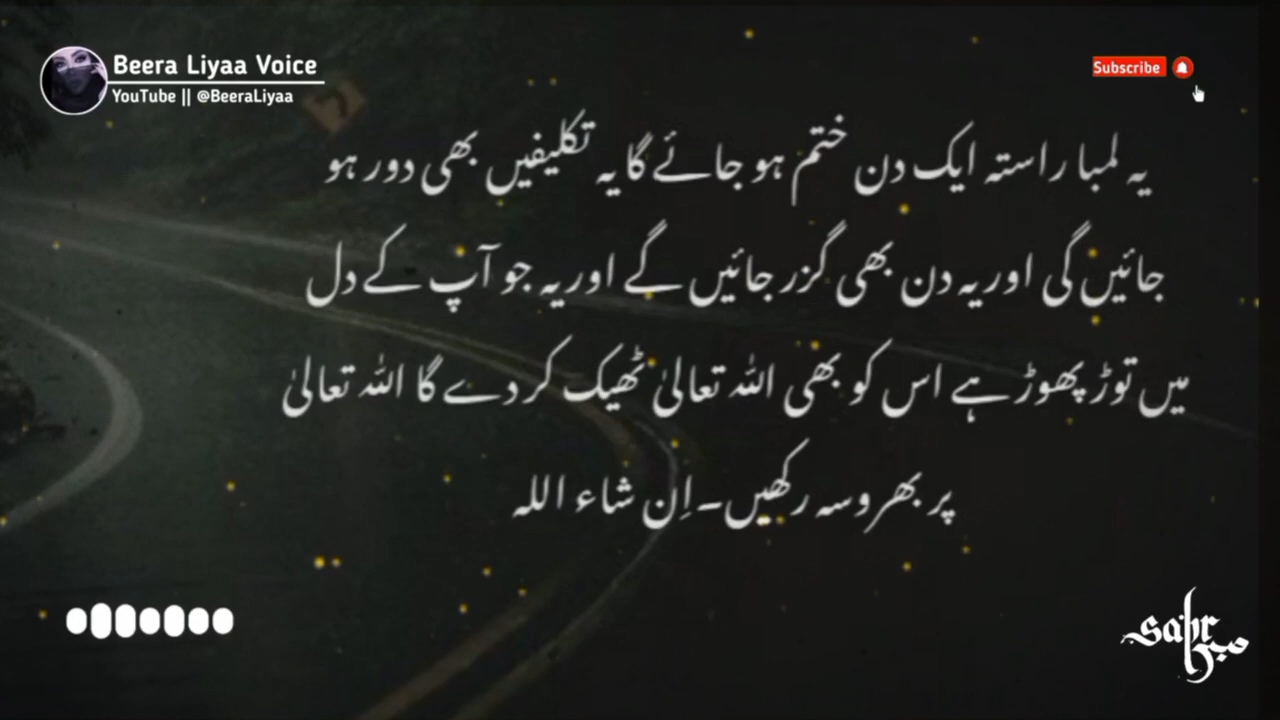 Beera Liyaa Voice
YouTube || @BeeraLiyaa
Subscribe
یہ لمبا راستہ ایک دن ختم ہو جائے گا یہ تکلیفیں بھی دور ہو
جائیں گی اور یہ دن بھی گزر جائیں گے اور یہ جو آپ کے دل
میں توڑ پھوڑ ہے اس کو بھی اللہ تعالیٰ ٹھیک کر دے گا اللہ تعالیٰ
پر بھروسہ رکھیں۔ اِن شاء اللہ
sabr
صبر